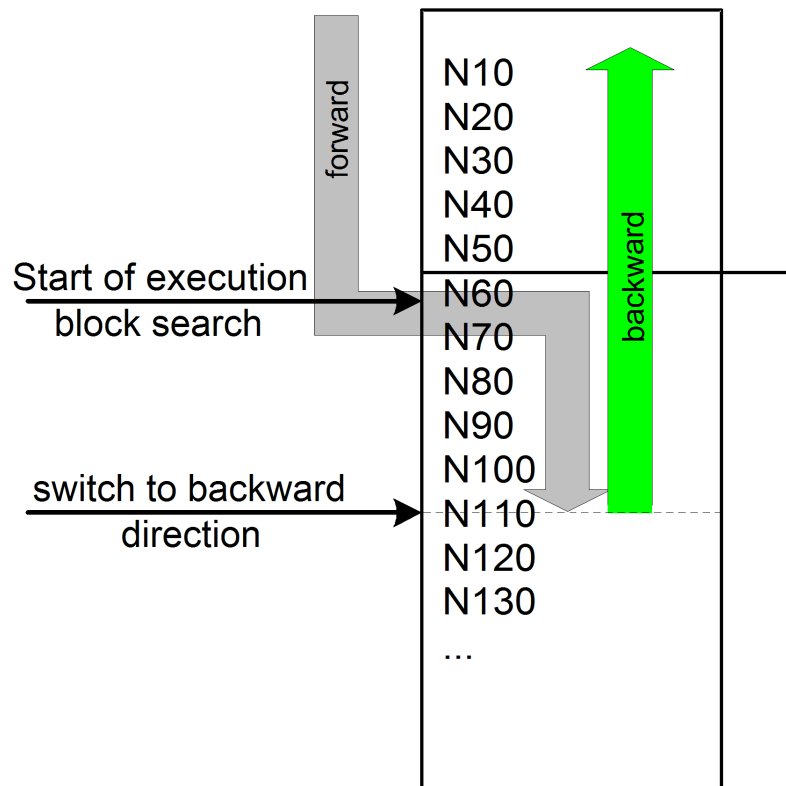 forward
N10
N20
N30
N40
N50
N60
N70
N80
N90
N100
N110
N120
N130
...
backward
Start of execution
block search
switch to backward
direction